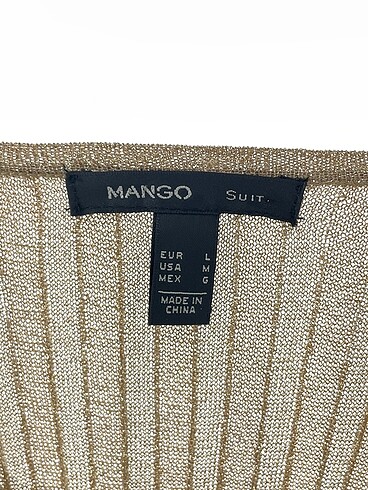 MANGO SUIT.
EUR L
USA M
MEX G
MADE IN
CHINA